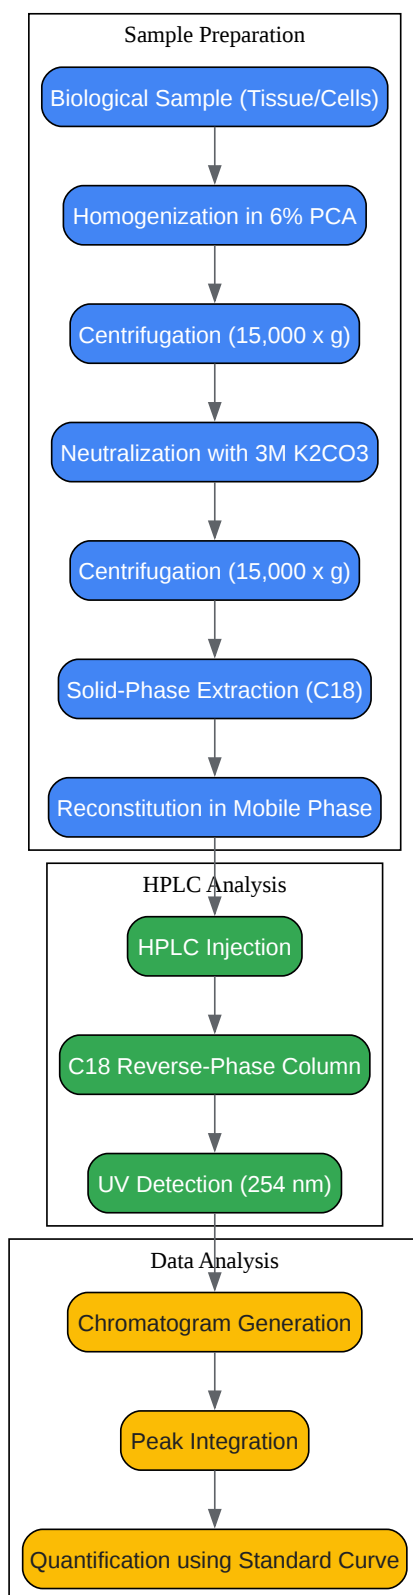 Sample Preparation
Biological Sample (Tissue/Cells)
Homogenization in 6% PCA
Centrifugation (15,000 x g)
Neutralization with 3M K2CO3
Centrifugation (15,000 x g)
Solid-Phase Extraction (C18)
Reconstitution in Mobile Phase
HPLC Analysis
HPLC Injection
C18 Reverse-Phase Column
UV Detection (254 nm)
Data Analysis
Chromatogram Generation
Peak Integration
Quantification using Standard Curve